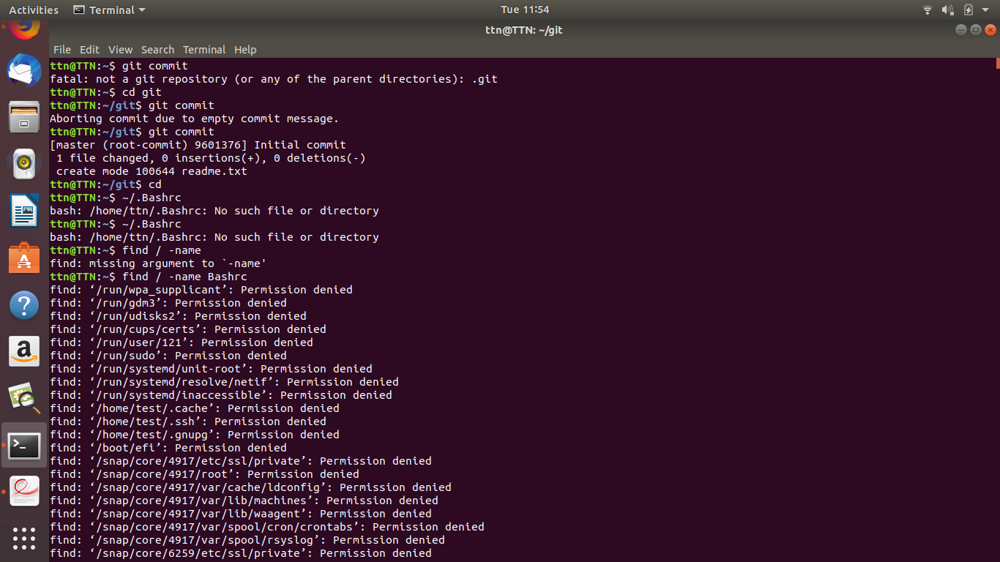 Activities Terminal Tue 11:54
ttn@TTN: ~/git
File Edit View Search Terminal Help
ttn@TTN:~$ git commit
fatal: not a git repository (or any of the parent directories): .git
ttn@TTN:~$ cd git
ttn@TTN:~/git$ git commit
Aborting commit due to empty commit message.
ttn@TTN:~/git$ git commit
[master (root-commit) 9601376] Initial commit
 1 file changed, 0 insertions(+), 0 deletions(-)
 create mode 100644 readme.txt
ttn@TTN:~/git$ cd
ttn@TTN:~$ ~/.Bashrc
bash: /home/ttn/.Bashrc: No such file or directory
ttn@TTN:~$ ~/.Bashrc
bash: /home/ttn/.Bashrc: No such file or directory
ttn@TTN:~$ find / -name
find: missing argument to `-name'
ttn@TTN:~$ find / -name Bashrc
find: ‘/run/wpa_supplicant’: Permission denied
find: ‘/run/gdm3’: Permission denied
find: ‘/run/udisks2’: Permission denied
find: ‘/run/cups/certs’: Permission denied
find: ‘/run/user/121’: Permission denied
find: ‘/run/sudo’: Permission denied
find: ‘/run/systemd/unit-root’: Permission denied
find: ‘/run/systemd/resolve/netif’: Permission denied
find: ‘/run/systemd/inaccessible’: Permission denied
find: ‘/home/test/.cache’: Permission denied
find: ‘/home/test/.ssh’: Permission denied
find: ‘/home/test/.gnupg’: Permission denied
find: ‘/boot/efi’: Permission denied
find: ‘/snap/core/4917/etc/ssl/private’: Permission denied
find: ‘/snap/core/4917/root’: Permission denied
find: ‘/snap/core/4917/var/cache/ldconfig’: Permission denied
find: ‘/snap/core/4917/var/lib/machines’: Permission denied
find: ‘/snap/core/4917/var/lib/waagent’: Permission denied
find: ‘/snap/core/4917/var/spool/cron/crontabs’: Permission denied
find: ‘/snap/core/4917/var/spool/rsyslog’: Permission denied
find: ‘/snap/core/6259/etc/ssl/private’: Permission denied